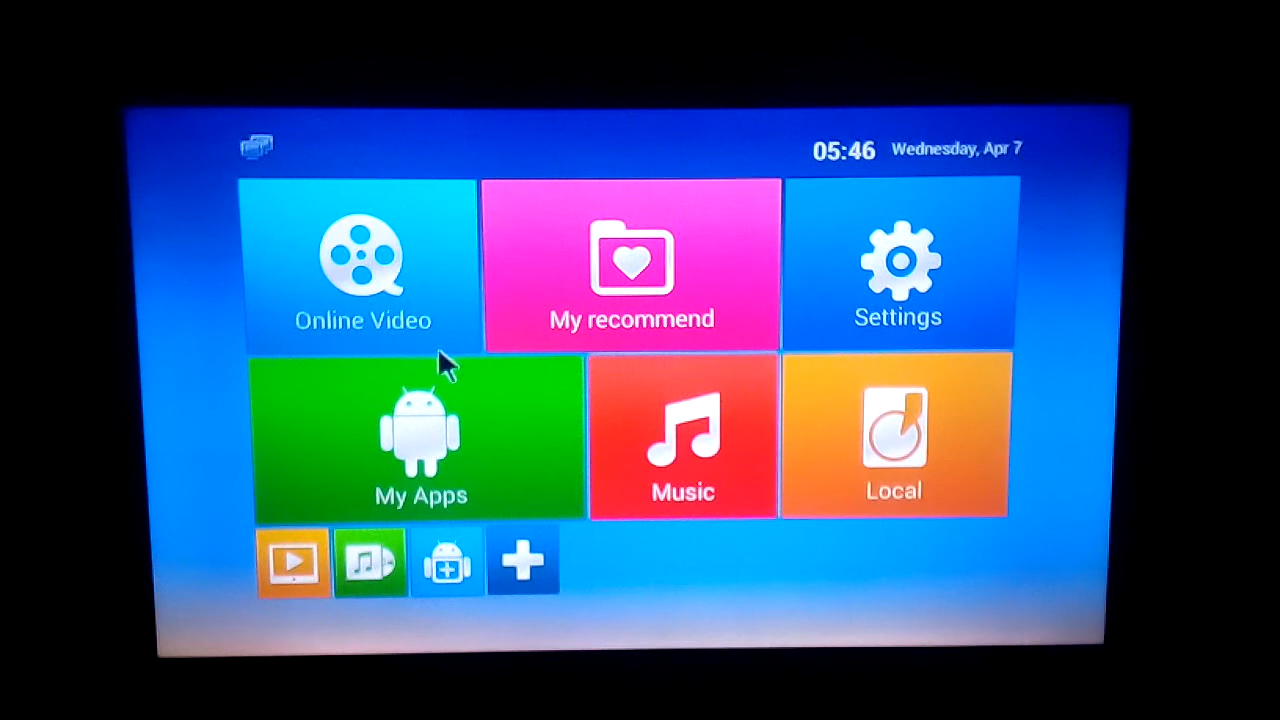 05:46 Wednesday, Apr 7
Online Video
My recommend
Settings
My Apps
Music
Local